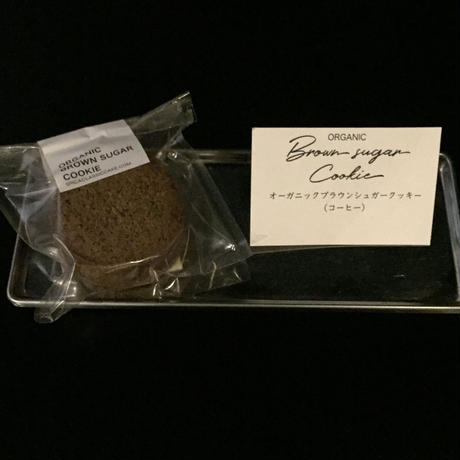 ORGANIC
BROWN SUGAR
COOKIE
ORGANIC
Brown sugar
Cookie
オーガニックブラウンシュガークッキー
（コーヒー）